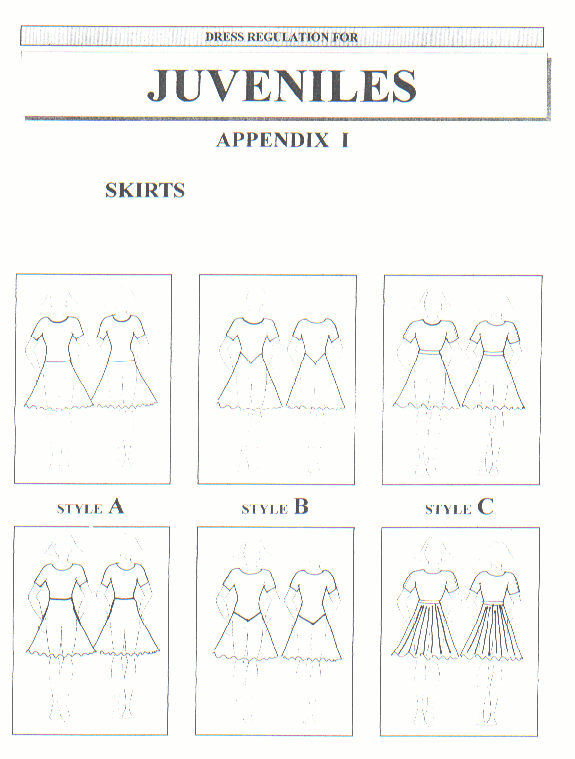 DRESS REGULATION FOR
JUVENILES
APPENDIX I
SKIRTS
STYLE A
STYLE B
STYLE C